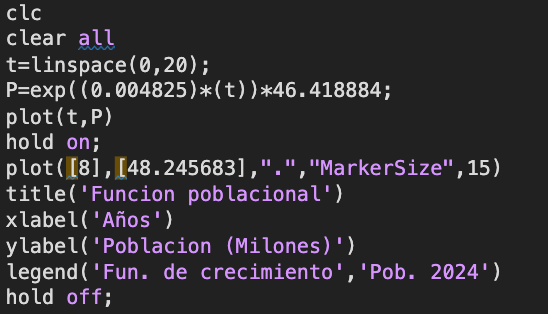 clc
clear all
t=linspace(0,20);
P=exp((0.004825)*(t))*46.418884;
plot(t,P)
hold on;
plot([8],[48.245683],".","MarkerSize",15)
title('Funcion poblacional')
xlabel('Años')
ylabel('Poblacion (Milones)')
legend('Fun. de crecimiento','Pob. 2024')
hold off;